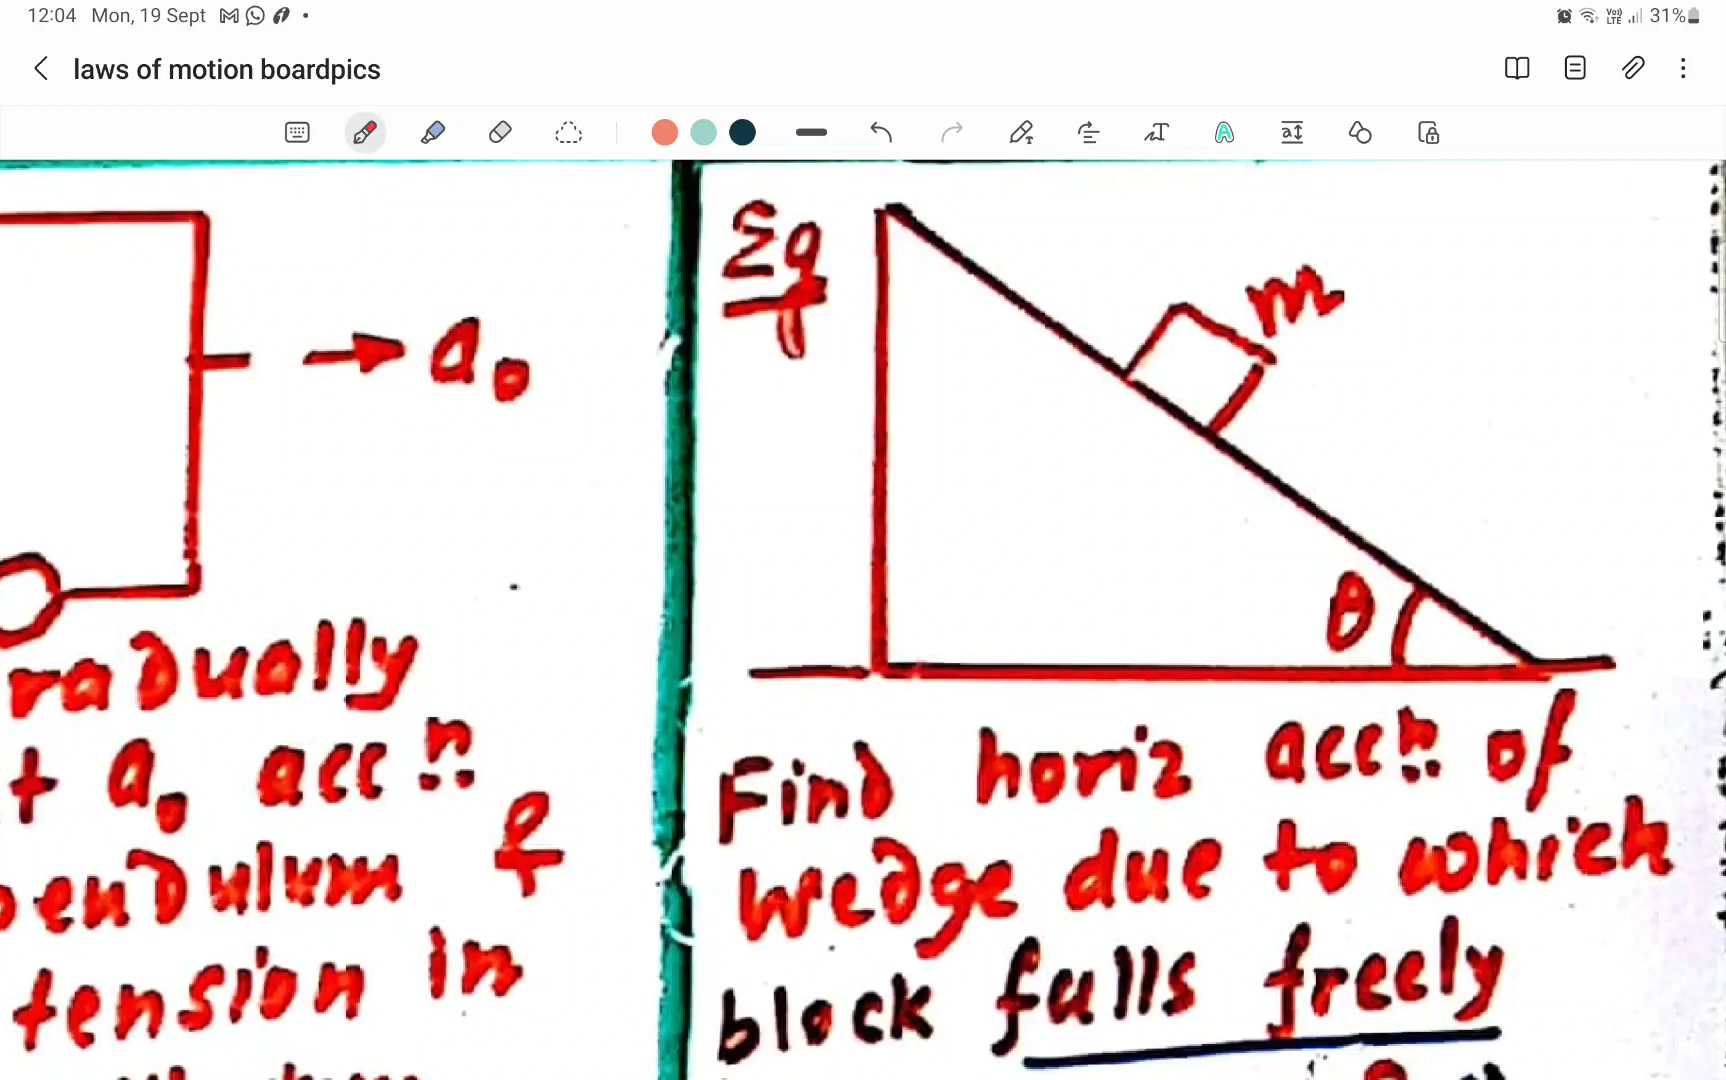 12:04 Mon, 19 Sept
31%
laws of motion boardpics
a₀
radually
a₀ accⁿ
endulum &
tension in
Eg
m
θ
Find horiz accⁿ of
wedge due to which
block falls freely